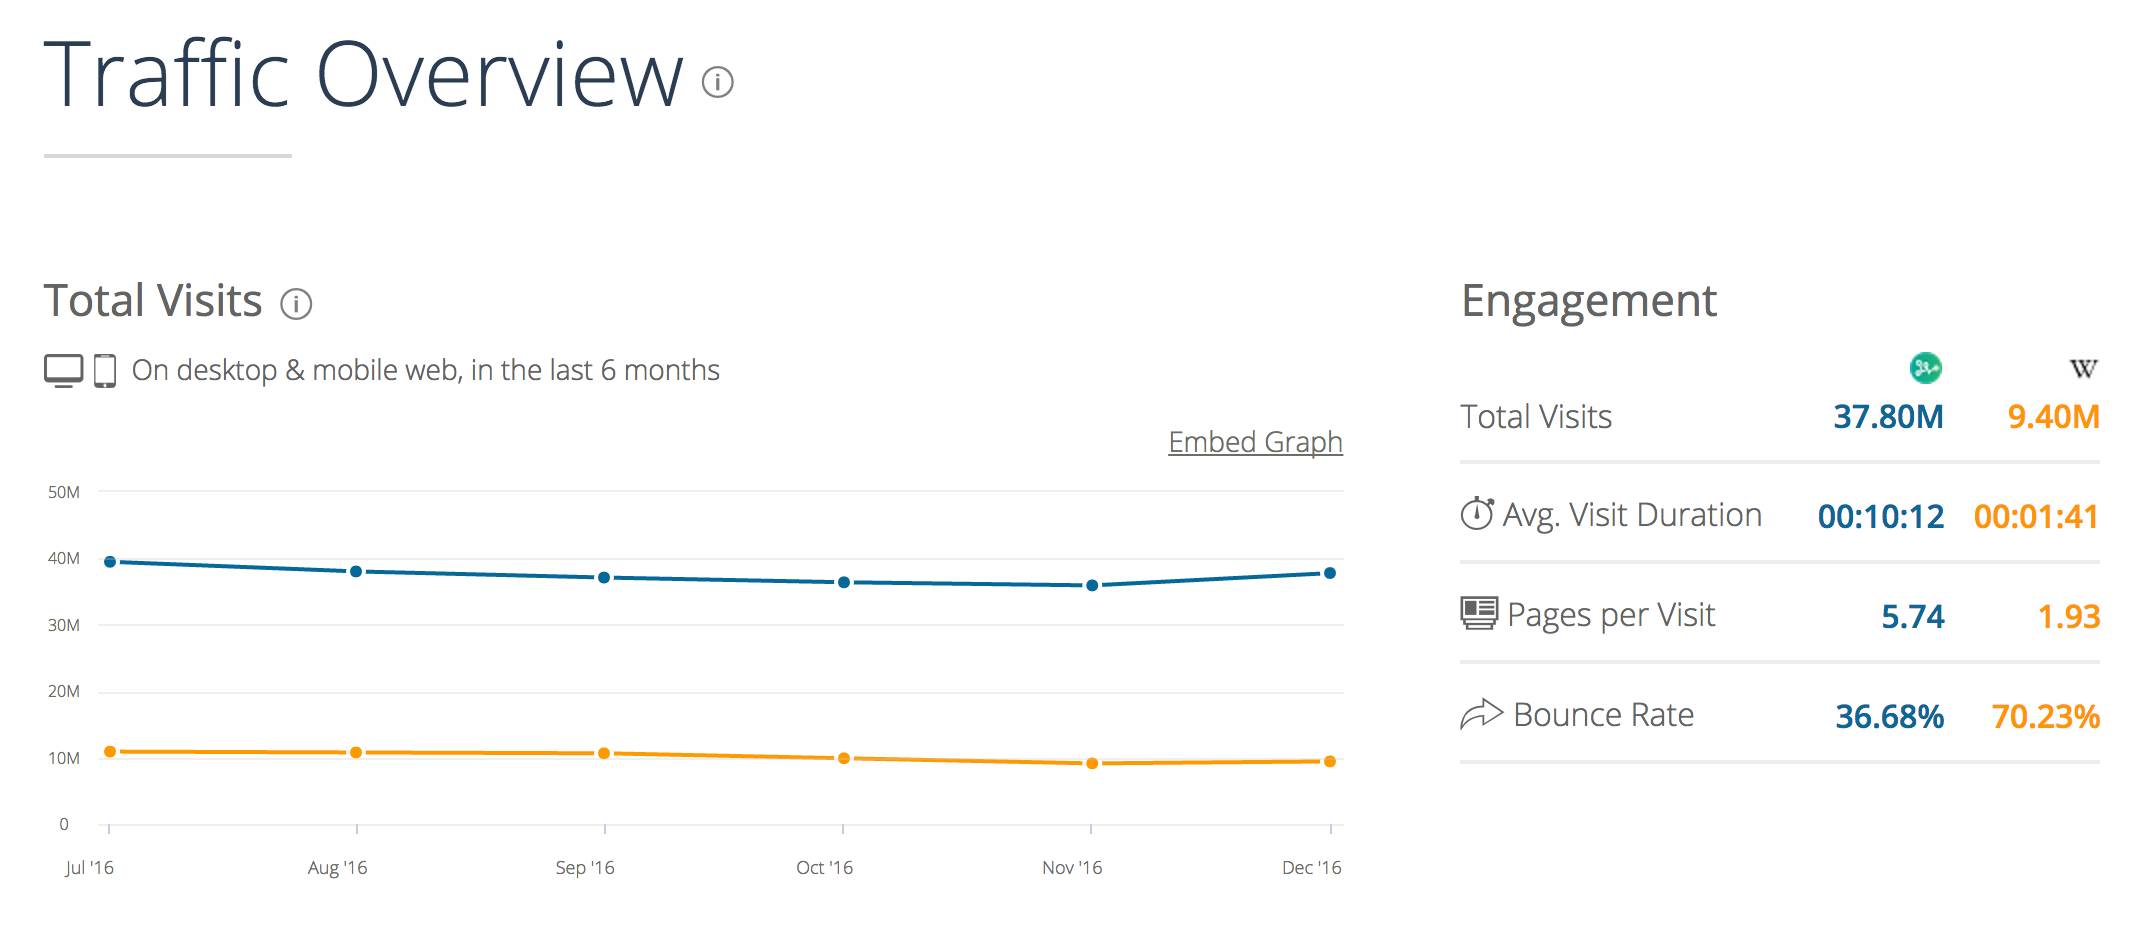 Traffic Overview
Total Visits
On desktop & mobile web, in the last 6 months
Embed Graph
50M
40M
30M
20M
10M
0
Jul '16 Aug '16 Sep '16 Oct '16 Nov '16 Dec '16
Engagement
W
Total Visits 37.80M 9.40M
Avg. Visit Duration 00:10:12 00:01:41
Pages per Visit 5.74 1.93
Bounce Rate 36.68% 70.23%